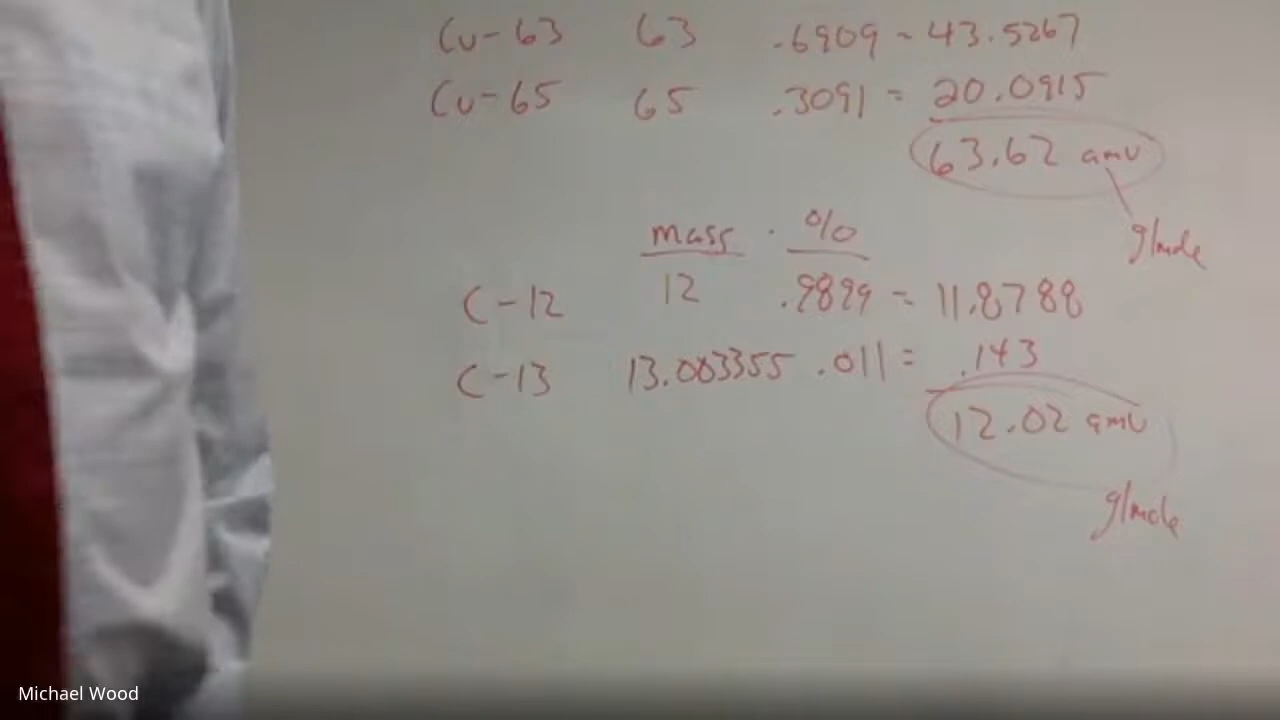 Cu-63 63 .6909 = 43.5267
Cu-65 65 .3091 = 20.0915
63.62 amu
g/mole
mass · %
C-12 12 .9899 = 11.8788
C-13 13.003355 .011 = .143
12.02 amu
g/mole
Michael Wood